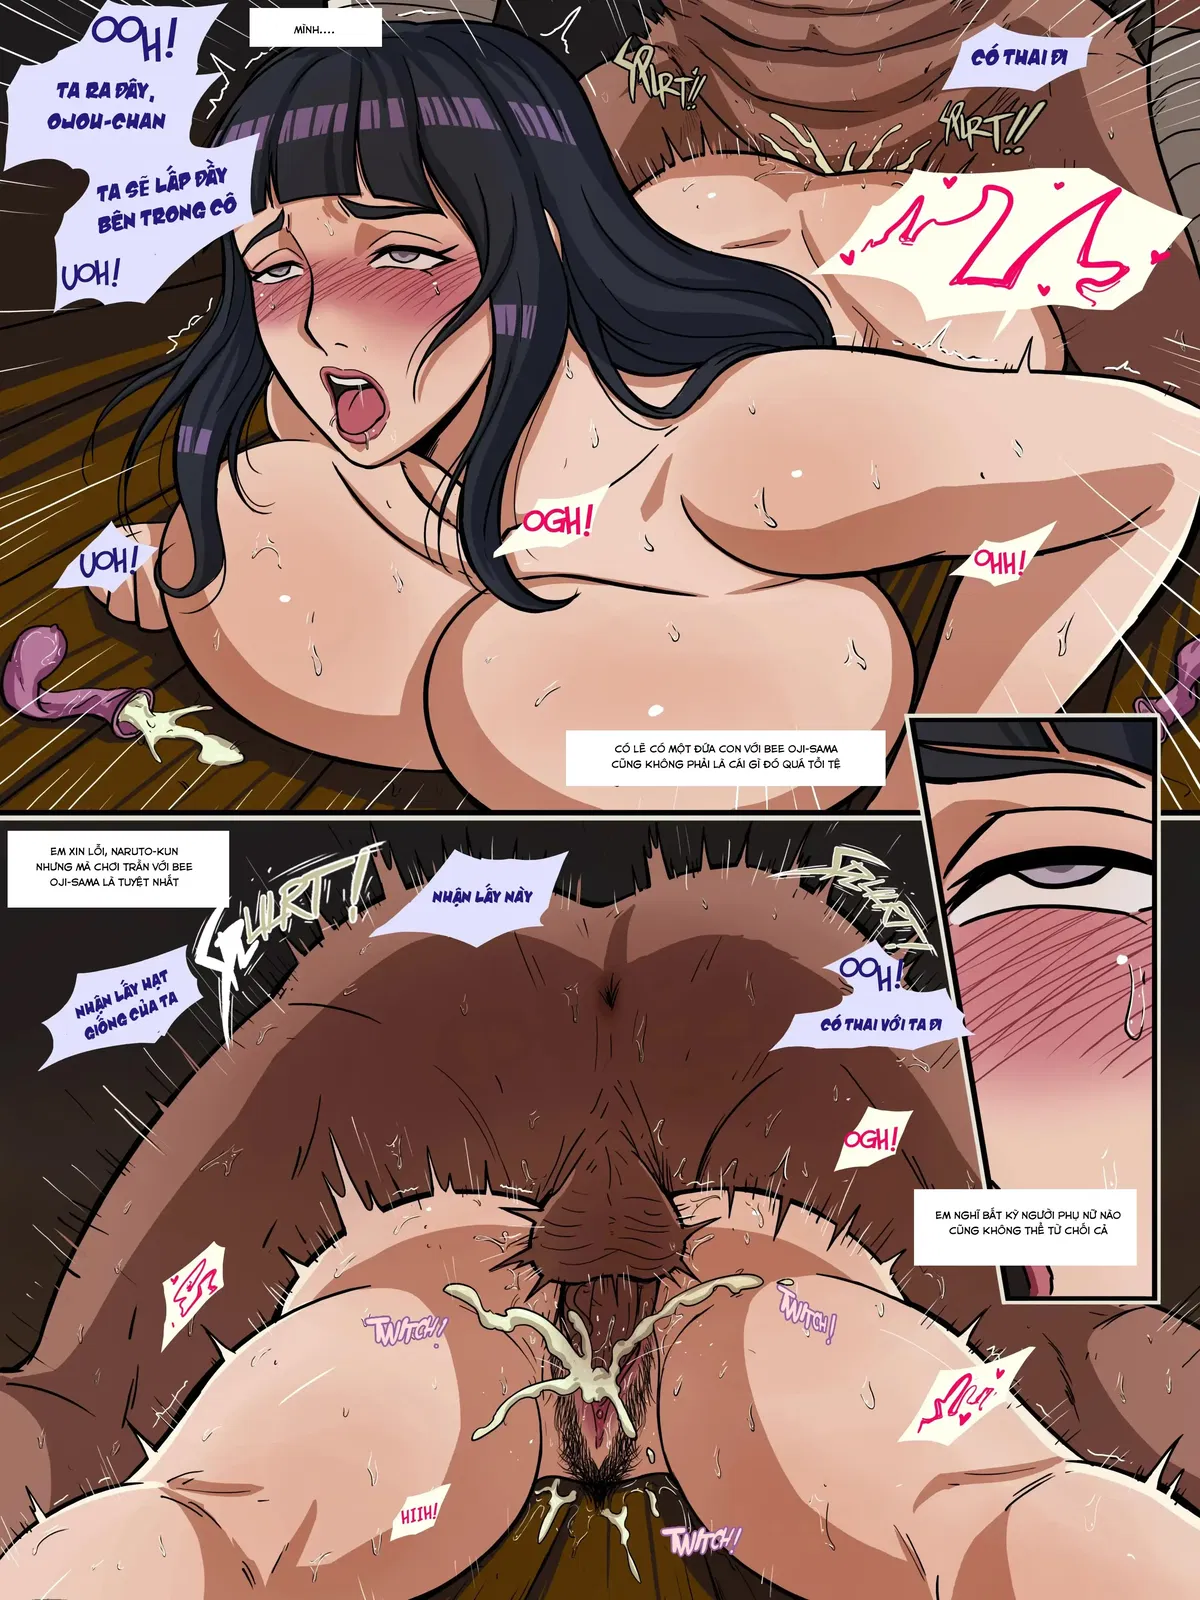 OOH!
TA RA ĐÂY,
OJOU-CHAN
MÌNH....
CÓ THAI ĐI
SPLRT!!
SPLRT!!
TA SẼ LẤP ĐẦY
BÊN TRONG CÔ
UOH!
OGH!
UOH!
OHH!
CÓ LẼ CÓ MỘT ĐỨA CON VỚI BEE OJI-SAMA
CŨNG KHÔNG PHẢI LÀ CÁI GÌ ĐÓ QUÁ TỒI TỆ
EM XIN LỖI, NARUTO-KUN
NHƯNG MÀ CHƠI TRẦN VỚI BEE
OJI-SAMA LÀ TUYỆT NHẤT
NHẬN LẤY NÀY
NHẬN LẤY HẠT
GIỐNG CỦA TA
OOH!
CÓ THAI VỚI TA ĐI
OGH!
EM NGHĨ BẤT KỲ NGƯỜI PHỤ NỮ NÀO
CŨNG KHÔNG THỂ TỪ CHỐI CẢ
TWITCH!
TWITCH!
HIIH!
TWITCH!